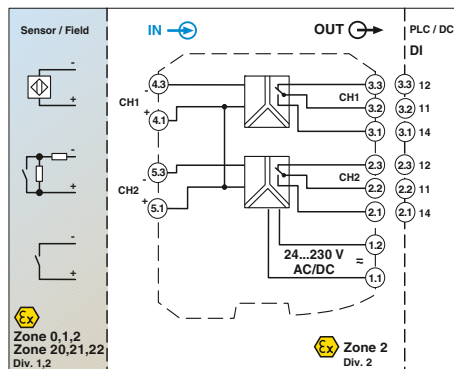 Sensor / Field
IN
OUT
PLC / DC
DI
-
+
-
+
-
+
4.3
-
CH1
+
4.1
5.3
-
CH2
+
5.1
3.3
CH1
3.2
3.1
2.3
CH2
2.2
2.1
1.2
24...230 V
AC/DC
≈
1.1
3.3 12
3.2 11
3.1 14
2.3 12
2.2 11
2.1 14
Ex
Zone 0,1,2
Zone 20,21,22
Div. 1,2
Ex
Zone 2
Div. 2